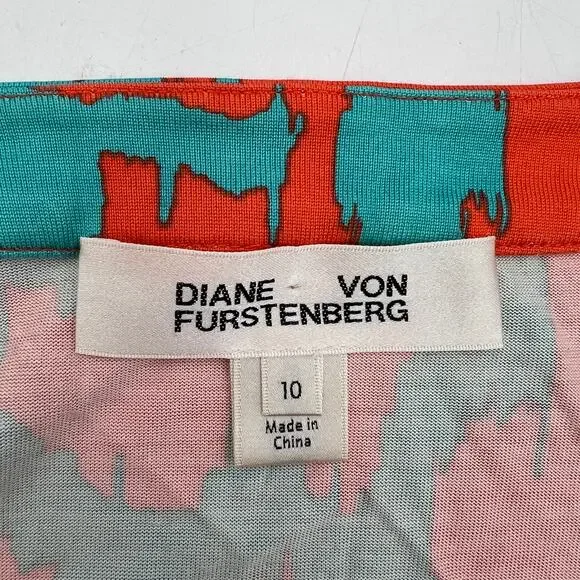 DIANE VON
FURSTENBERG
10
Made in
China